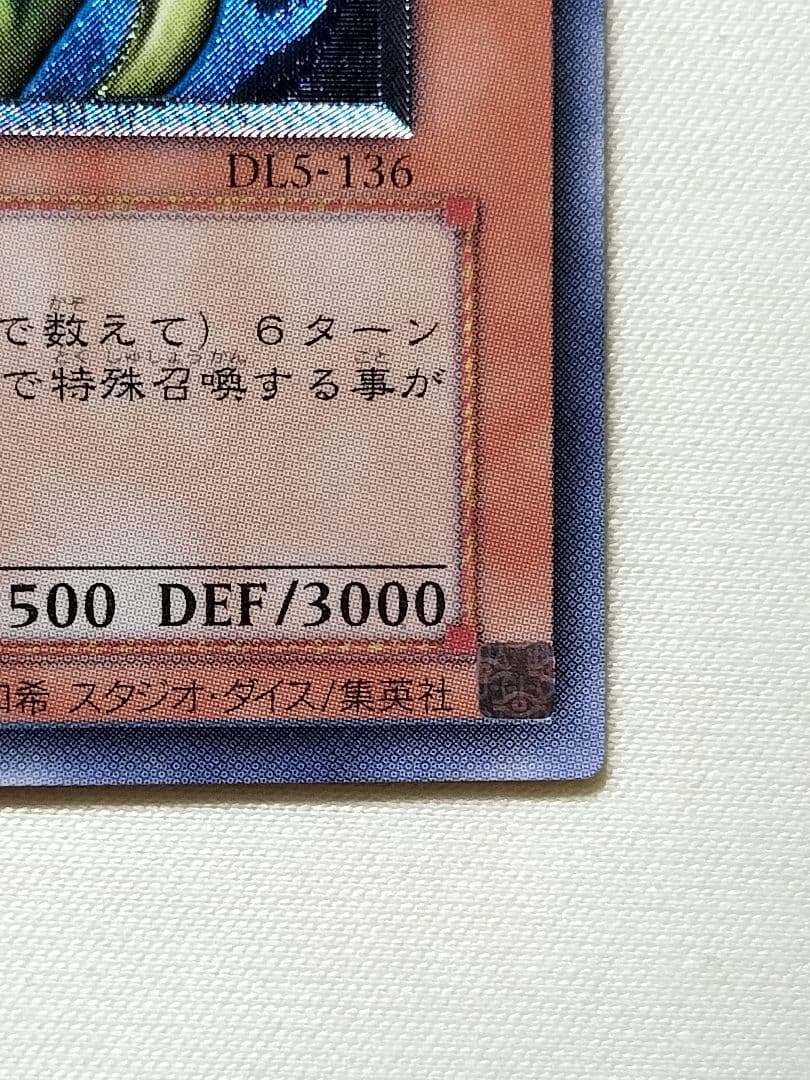 DL5-136
で数えて) 6ターン
で特殊召喚する事が
500 DEF/3000
希 スタジオ・ダイス/集英社